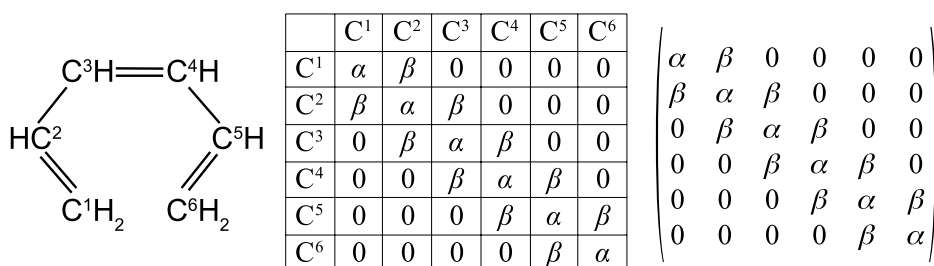 C³H C⁴H
HC² C⁵H
C¹H₂ C⁶H₂
C¹ C² C³ C⁴ C⁵ C⁶
C¹ α β 0 0 0 0
C² β α β 0 0 0
C³ 0 β α β 0 0
C⁴ 0 0 β α β 0
C⁵ 0 0 0 β α β
C⁶ 0 0 0 0 β α
α β 0 0 0 0
β α β 0 0 0
0 β α β 0 0
0 0 β α β 0
0 0 0 β α β
0 0 0 0 β α